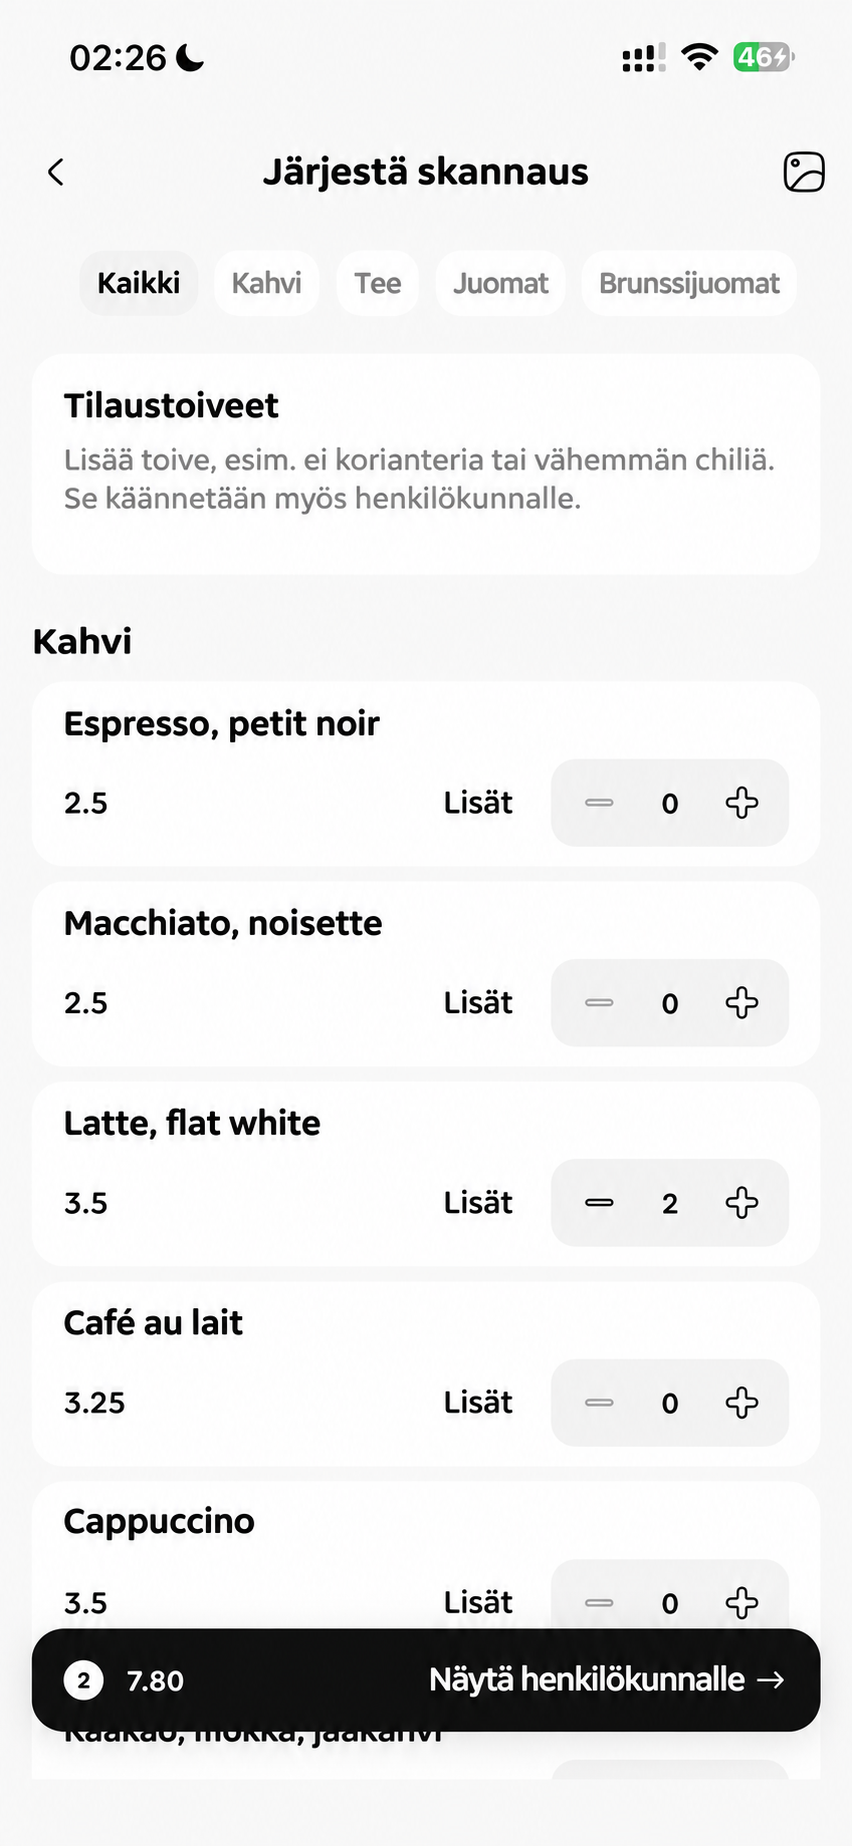 02:26
46
Järjestä skannaus
Kaikki
Kahvi
Tee
Juomat
Brunssijuomat
Tilaustoiveet
Lisää toive, esim. ei korianteria tai vähemmän chiliä.
Se käännetään myös henkilökunnalle.
Kahvi
Espresso, petit noir
2.5
Lisät
0
Macchiato, noisette
2.5
Lisät
0
Latte, flat white
3.5
Lisät
2
Café au lait
3.25
Lisät
0
Cappuccino
3.5
Lisät
0
2
7.80
Näytä henkilökunnalle →
Kaakao, mokka, jääkahvi